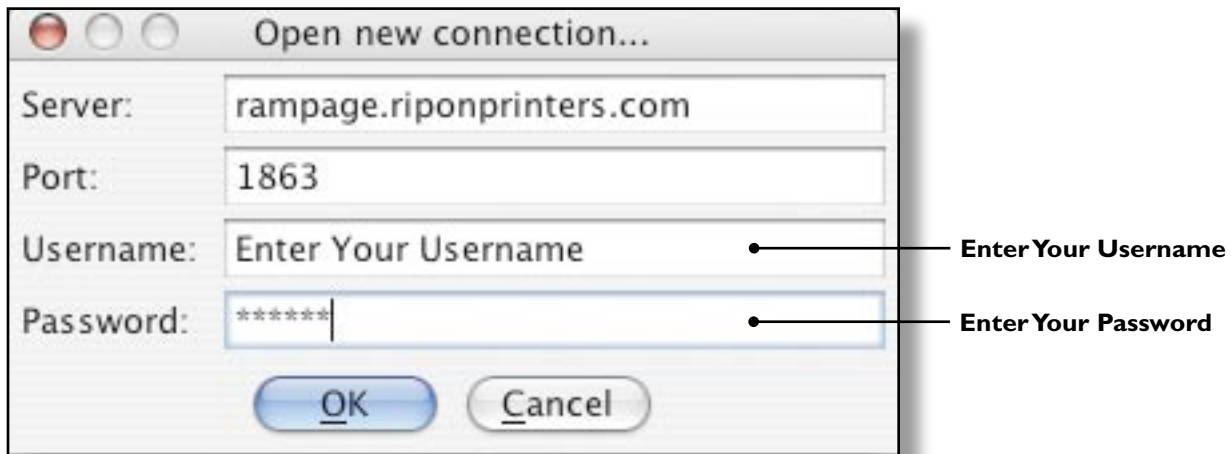 Open new connection...
Server: rampage.riponprinters.com
Port: 1863
Username: Enter Your Username Enter Your Username
Password: ****** Enter Your Password
OK Cancel